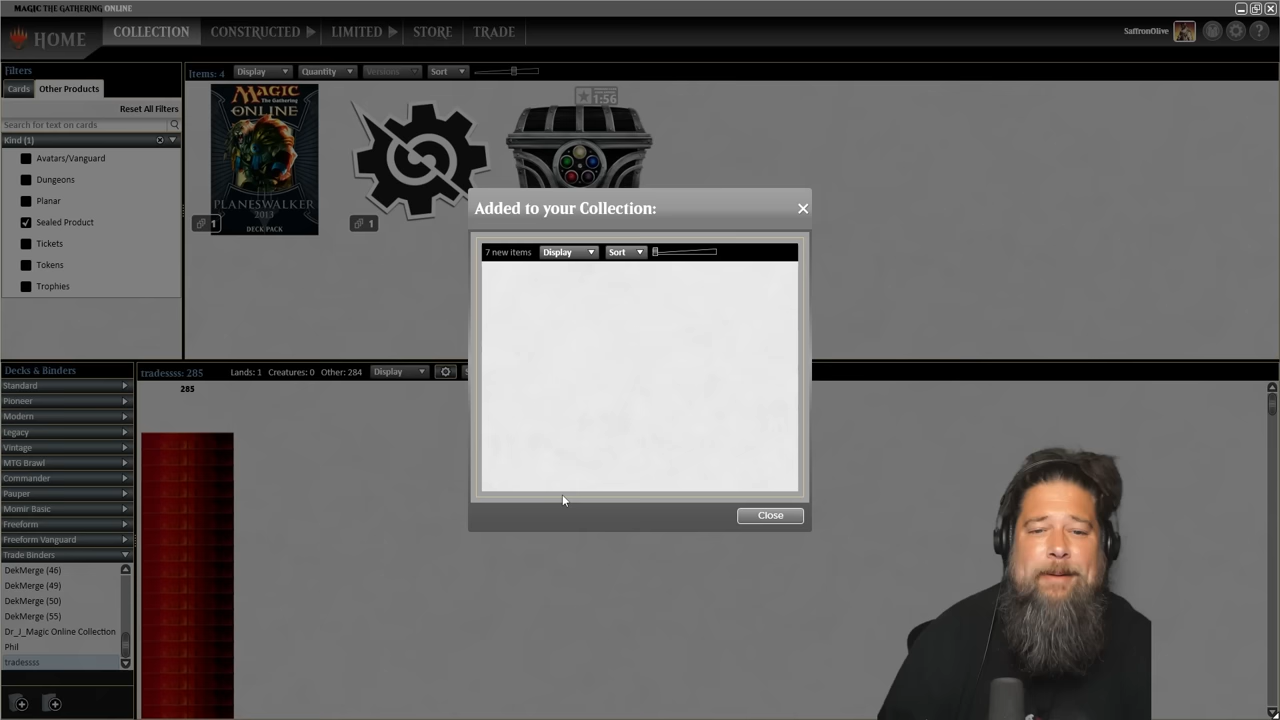 MAGIC THE GATHERING ONLINE
HOME
COLLECTION
CONSTRUCTED
LIMITED
STORE
TRADE
SaffronOlive
?
Filters
Cards
Other Products
Reset All Filters
Search for text on cards
Kind (1)
Avatars/Vanguard
Dungeons
Planar
Sealed Product
Tickets
Tokens
Trophies
Items: 4
Display
Quantity
Versions
Sort
MAGIC
The Gathering
ONLINE
PLANESWALKER
2013
DECK PACK
1
1
1:56
Added to your Collection:
7 new items
Display
Sort
Close
Decks & Binders
Standard
Pioneer
Modern
Legacy
Vintage
MTG Brawl
Commander
Pauper
Momir Basic
Freeform
Freeform Vanguard
Trade Binders
DekMerge (46)
DekMerge (49)
DekMerge (50)
DekMerge (55)
Dr_J_Magic Online Collection
Phil
tradessss
tradessss: 285
Lands: 1 Creatures: 0 Other: 284
Display
285